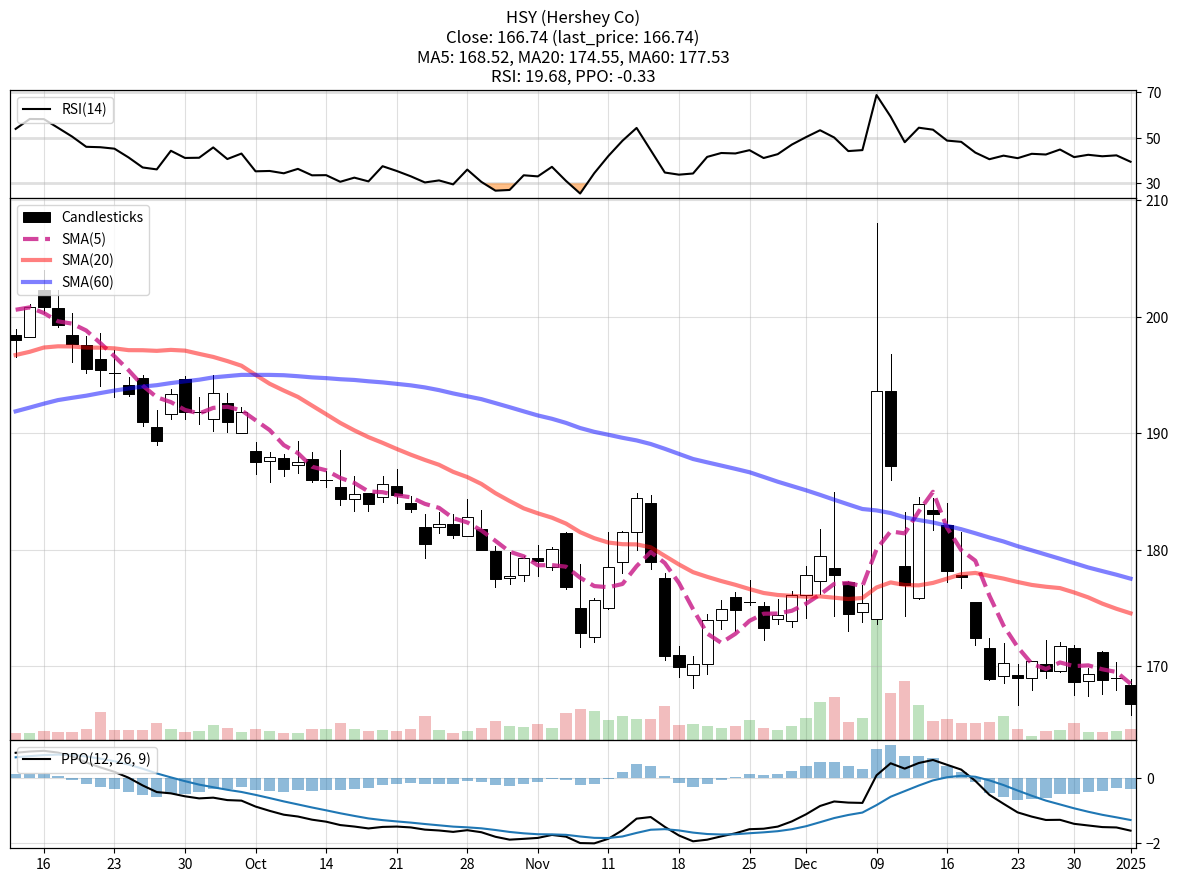 HSY (Hershey Co)
Close: 166.74 (last_price: 166.74)
MA5: 168.52, MA20: 174.55, MA60: 177.53
RSI: 19.68, PPO: -0.33
RSI(14)
70
50
30
Candlesticks
SMA(5)
SMA(20)
SMA(60)
210
200
190
180
170
PPO(12, 26, 9)
0
−2
16 23 30 Oct 14 21 28 Nov 11 18 25 Dec 09 16 23 30 2025